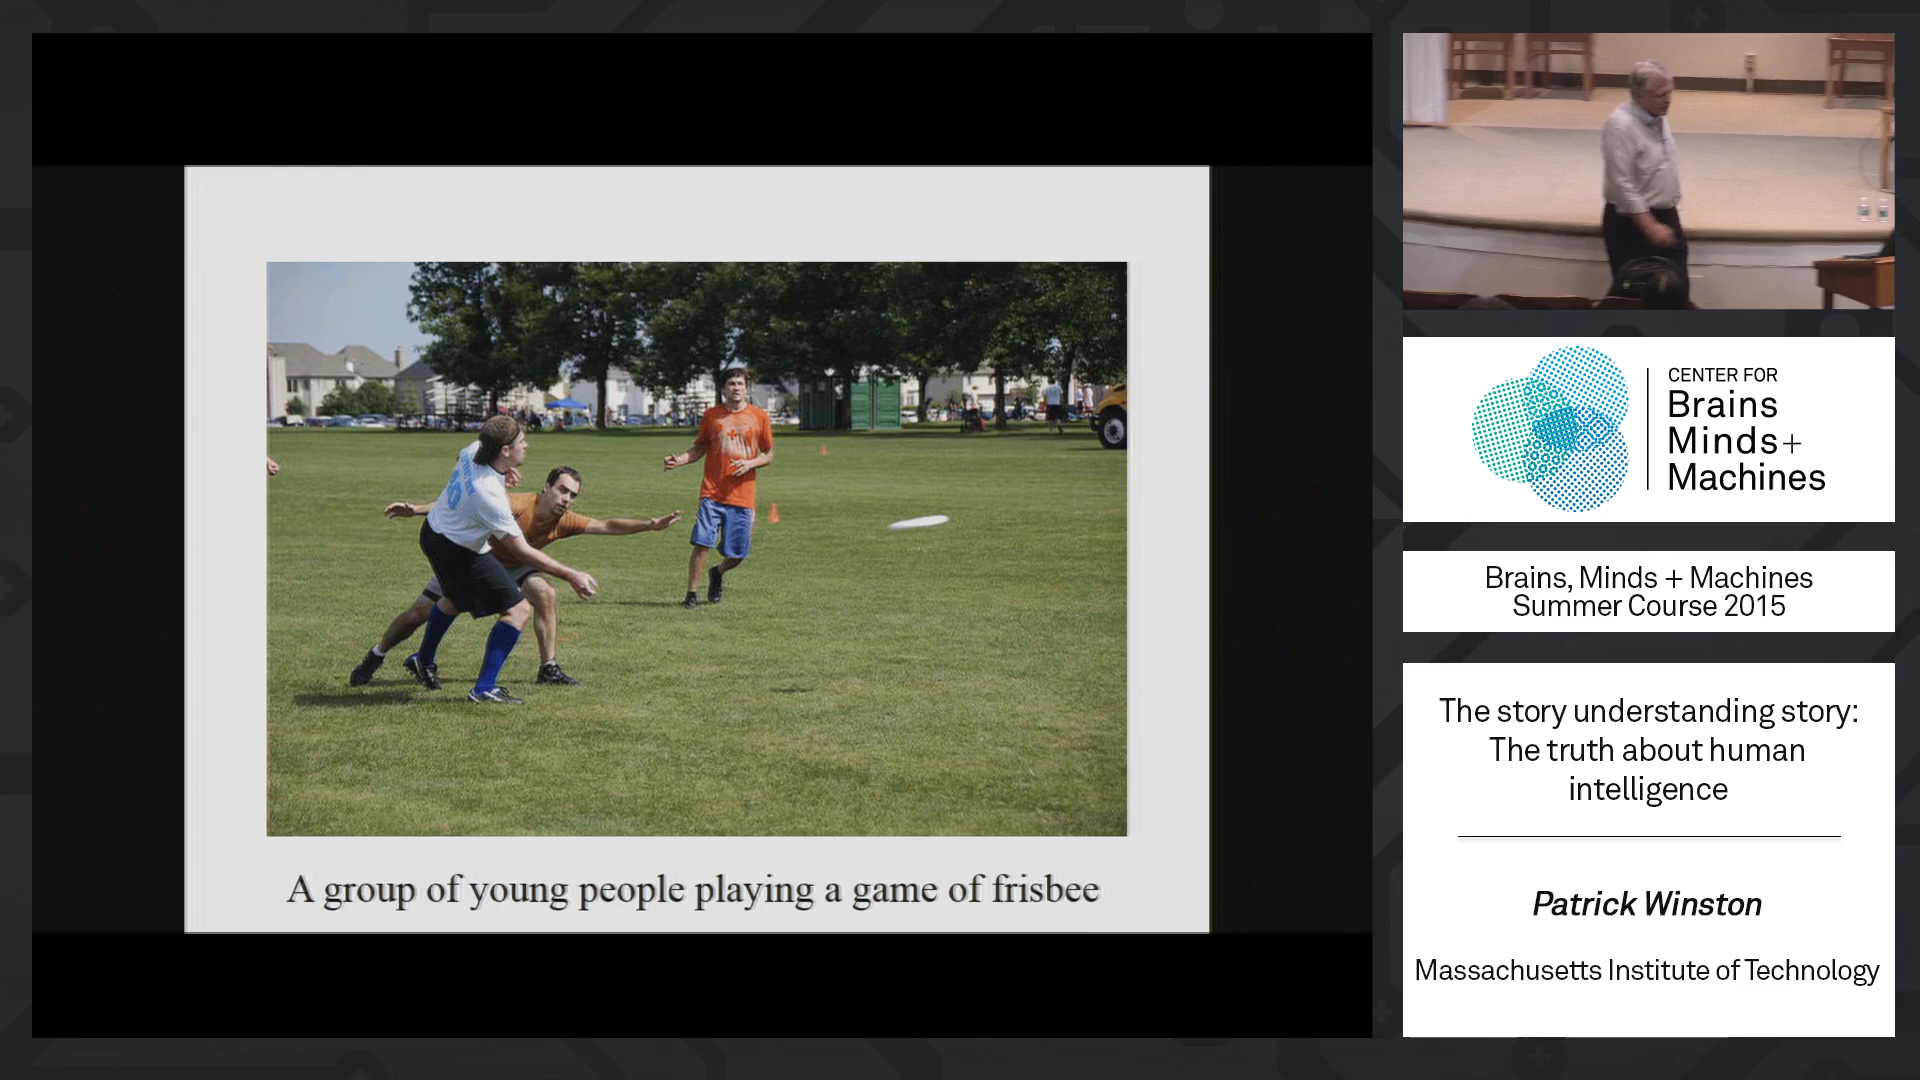 A group of young people playing a game of frisbee
CENTER FOR
Brains
Minds+
Machines
Brains, Minds + Machines
Summer Course 2015
The story understanding story:
The truth about human
intelligence
Patrick Winston
Massachusetts Institute of Technology